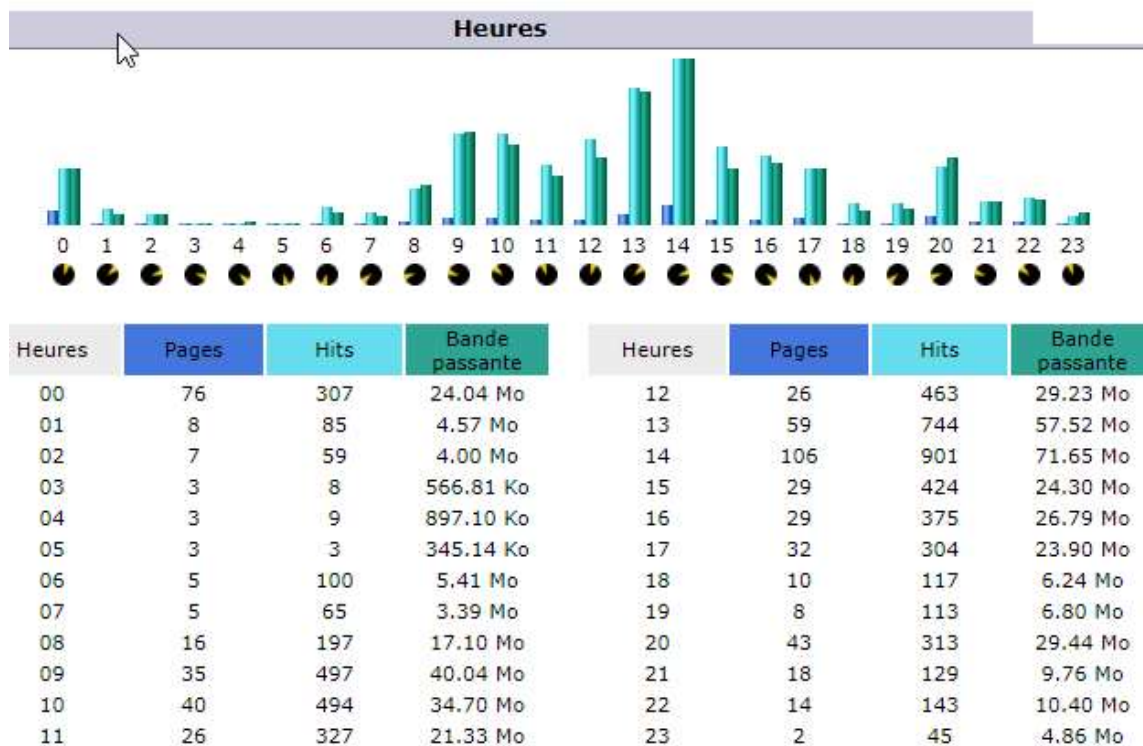 Heures
0 1 2 3 4 5 6 7 8 9 10 11 12 13 14 15 16 17 18 19 20 21 22 23
Heures Pages Hits Bande passante Heures Pages Hits Bande passante
00 76 307 24.04 Mo 12 26 463 29.23 Mo
01 8 85 4.57 Mo 13 59 744 57.52 Mo
02 7 59 4.00 Mo 14 106 901 71.65 Mo
03 3 8 566.81 Ko 15 29 424 24.30 Mo
04 3 9 897.10 Ko 16 29 375 26.79 Mo
05 3 3 345.14 Ko 17 32 304 23.90 Mo
06 5 100 5.41 Mo 18 10 117 6.24 Mo
07 5 65 3.39 Mo 19 8 113 6.80 Mo
08 16 197 17.10 Mo 20 43 313 29.44 Mo
09 35 497 40.04 Mo 21 18 129 9.76 Mo
10 40 494 34.70 Mo 22 14 143 10.40 Mo
11 26 327 21.33 Mo 23 2 45 4.86 Mo